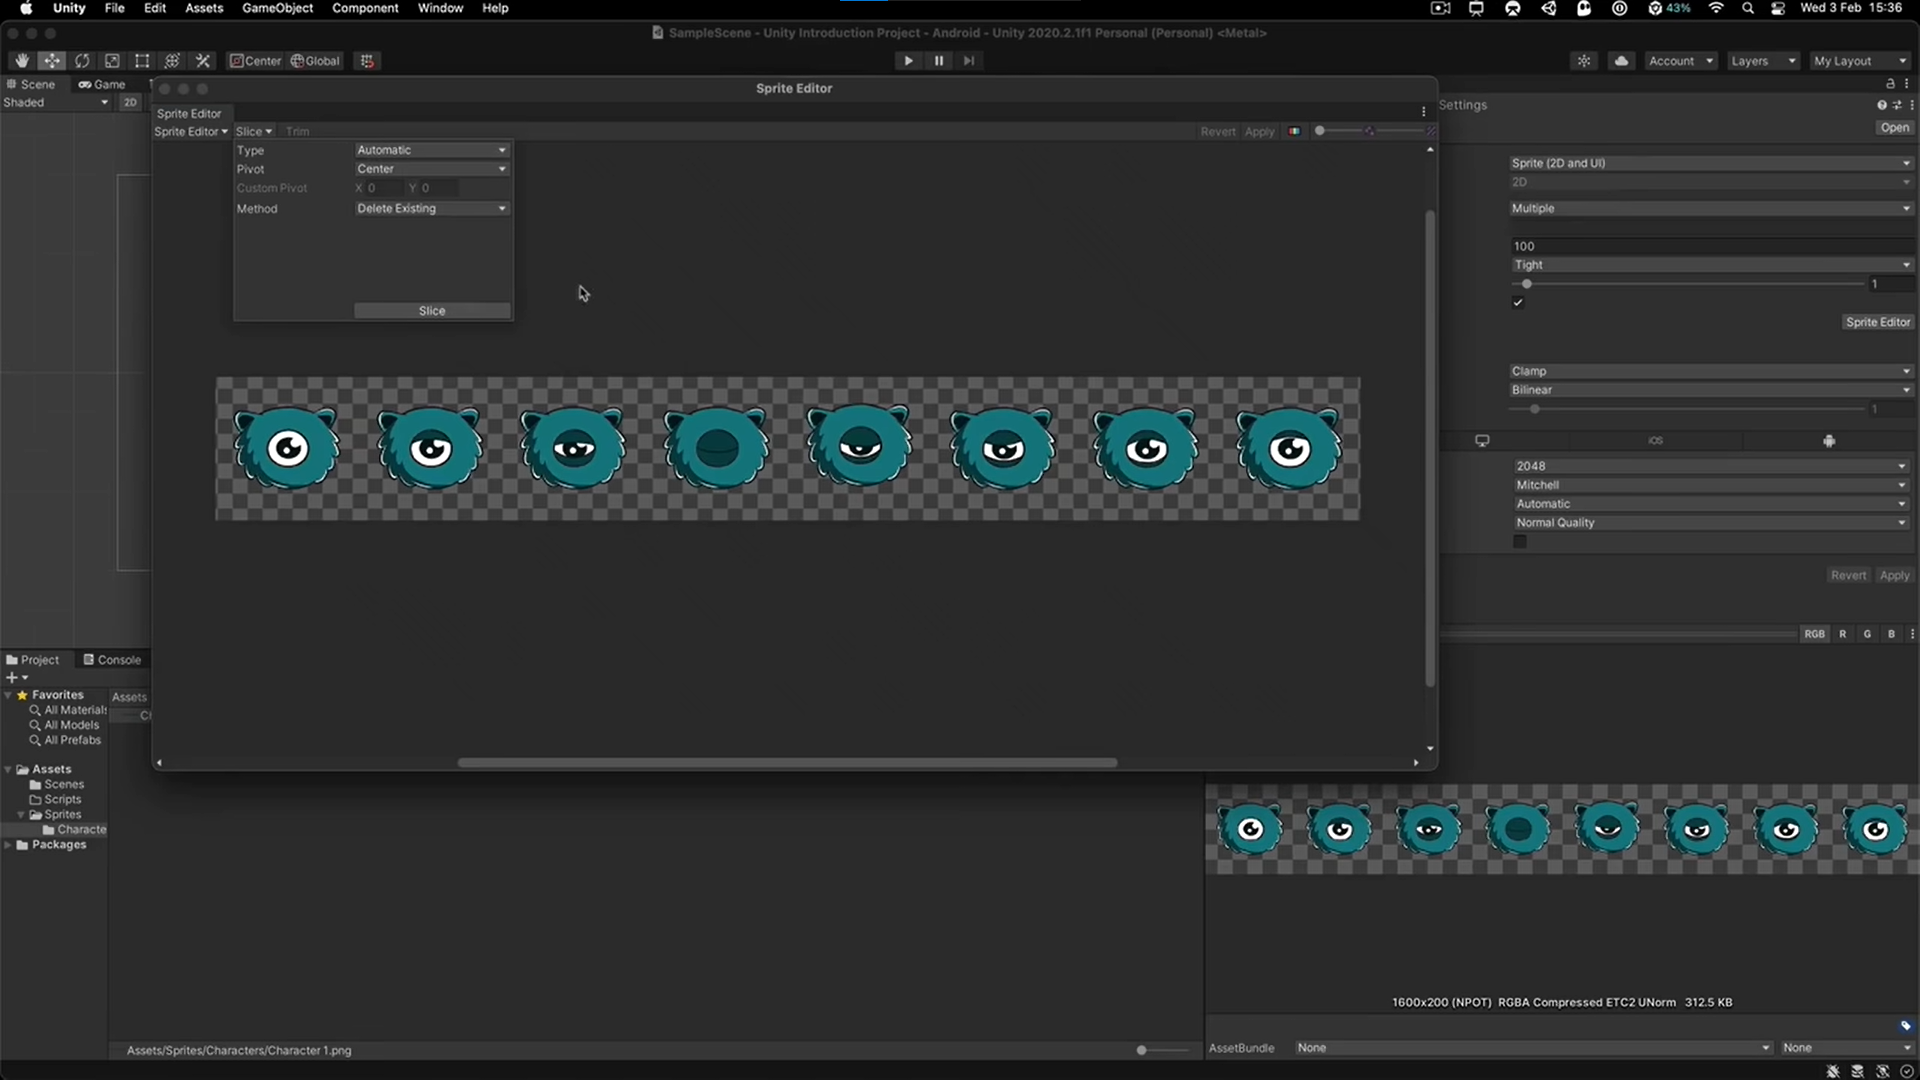 Unity File Edit Assets GameObject Component Window Help 43% Wed 3 Feb 15:36
SampleScene - Unity Introduction Project - Android - Unity 2020.2.1f1 Personal (Personal) <Metal>
Center Global Account Layers My Layout
Scene Game
Shaded 2D
Sprite Editor
Settings
Open
Sprite Editor
Sprite Editor Slice Trim Revert Apply
Type Automatic
Pivot Center
Custom Pivot X 0 Y 0
Method Delete Existing
Slice
Sprite (2D and UI)
2D
Multiple
100
Tight
1
Sprite Editor
Clamp
Bilinear
1
iOS
2048
Mitchell
Automatic
Normal Quality
Revert Apply
RGB R G B
Project Console
Favorites
All Materials
All Models
All Prefabs
Assets
Scenes
Scripts
Sprites
Characte
Packages
Assets
C
1600x200 (NPOT) RGBA Compressed ETC2 UNorm 312.5 KB
Assets/Sprites/Characters/Character 1.png
AssetBundle None None